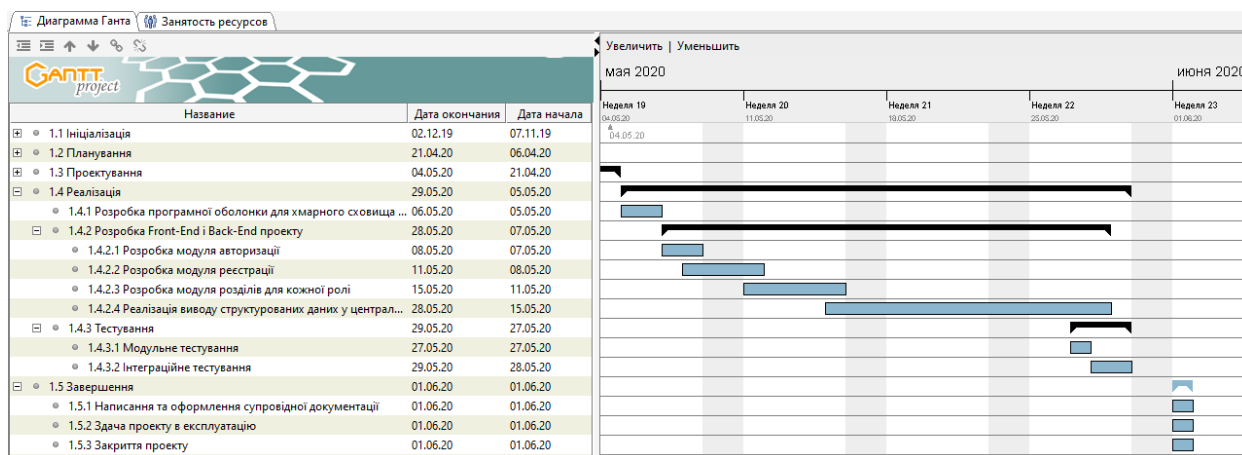 Диаграмма Ганта Занятость ресурсов
Увеличить | Уменьшить
GANTT
project
мая 2020 июня 2020
Название Дата окончания Дата начала
Неделя 19 Неделя 20 Неделя 21 Неделя 22 Неделя 23
04.05.20 11.05.20 18.05.20 25.05.20 01.06.20
04.05.20
1.1 Ініціалізація 02.12.19 07.11.19
1.2 Планування 21.04.20 06.04.20
1.3 Проектування 04.05.20 21.04.20
1.4 Реалізація 29.05.20 05.05.20
1.4.1 Розробка програмної оболонки для хмарного сховища ... 06.05.20 05.05.20
1.4.2 Розробка Front-End і Back-End проекту 28.05.20 07.05.20
1.4.2.1 Розробка модуля авторизації 08.05.20 07.05.20
1.4.2.2 Розробка модуля реєстрації 11.05.20 08.05.20
1.4.2.3 Розробка модуля розділів для кожної ролі 15.05.20 11.05.20
1.4.2.4 Реалізація виводу структурованих даних у централ... 28.05.20 15.05.20
1.4.3 Тестування 29.05.20 27.05.20
1.4.3.1 Модульне тестування 27.05.20 27.05.20
1.4.3.2 Інтеграційне тестування 29.05.20 28.05.20
1.5 Завершення 01.06.20 01.06.20
1.5.1 Написання та оформлення супровідної документації 01.06.20 01.06.20
1.5.2 Здача проекту в експлуатацію 01.06.20 01.06.20
1.5.3 Закриття проекту 01.06.20 01.06.20